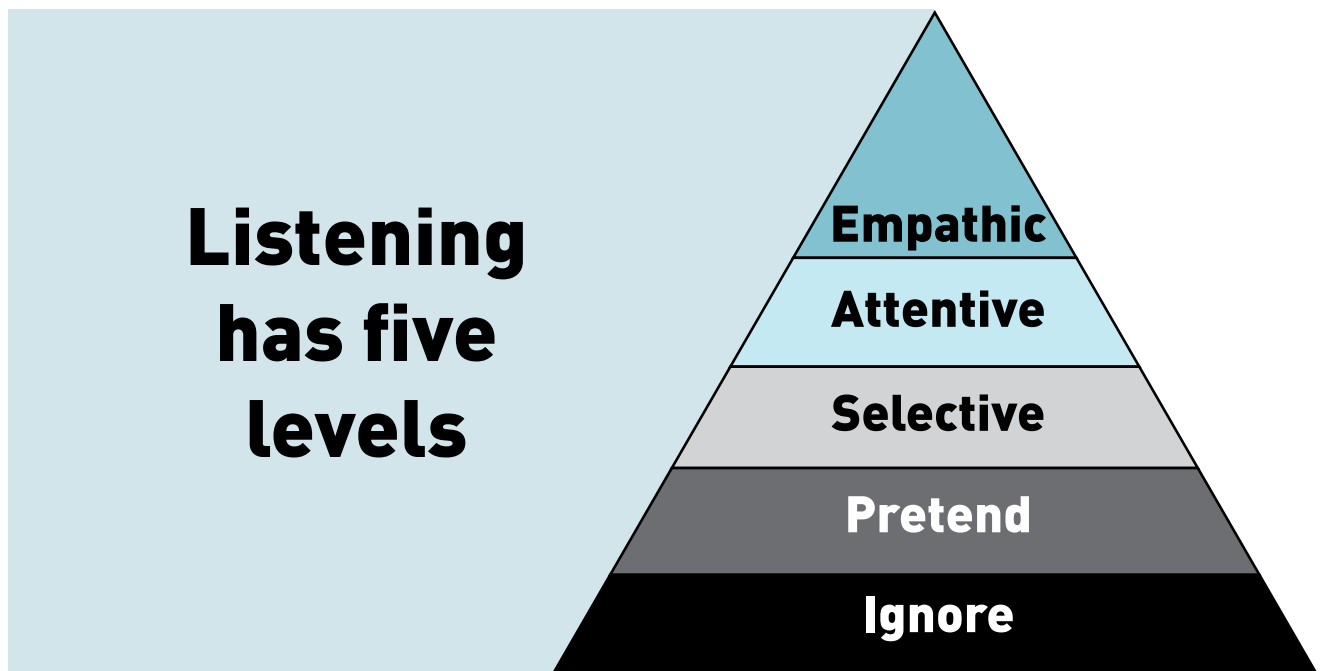 Listening
has five
levels
Empathic
Attentive
Selective
Pretend
Ignore